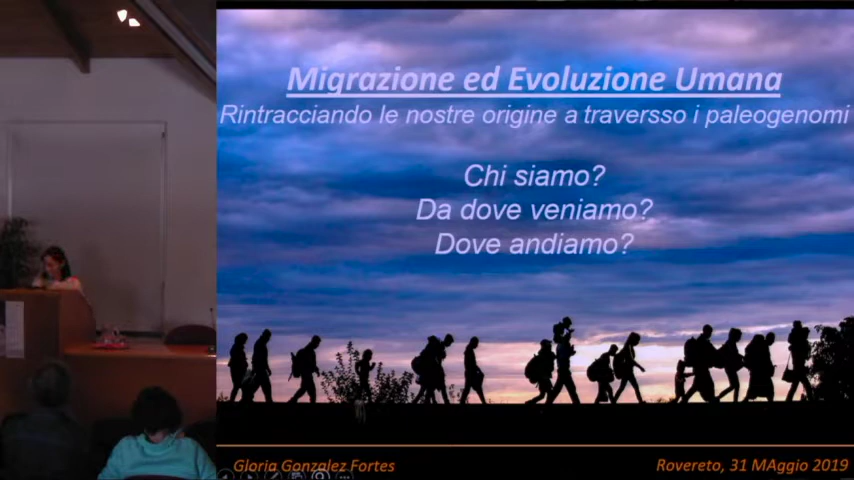 Migrazione ed Evoluzione Umana
Rintracciando le nostre origine a traversso i paleogenomi
Chi siamo?
Da dove veniamo?
Dove andiamo?
Gloria Gonzalez Fortes
Rovereto, 31 MAggio 2019